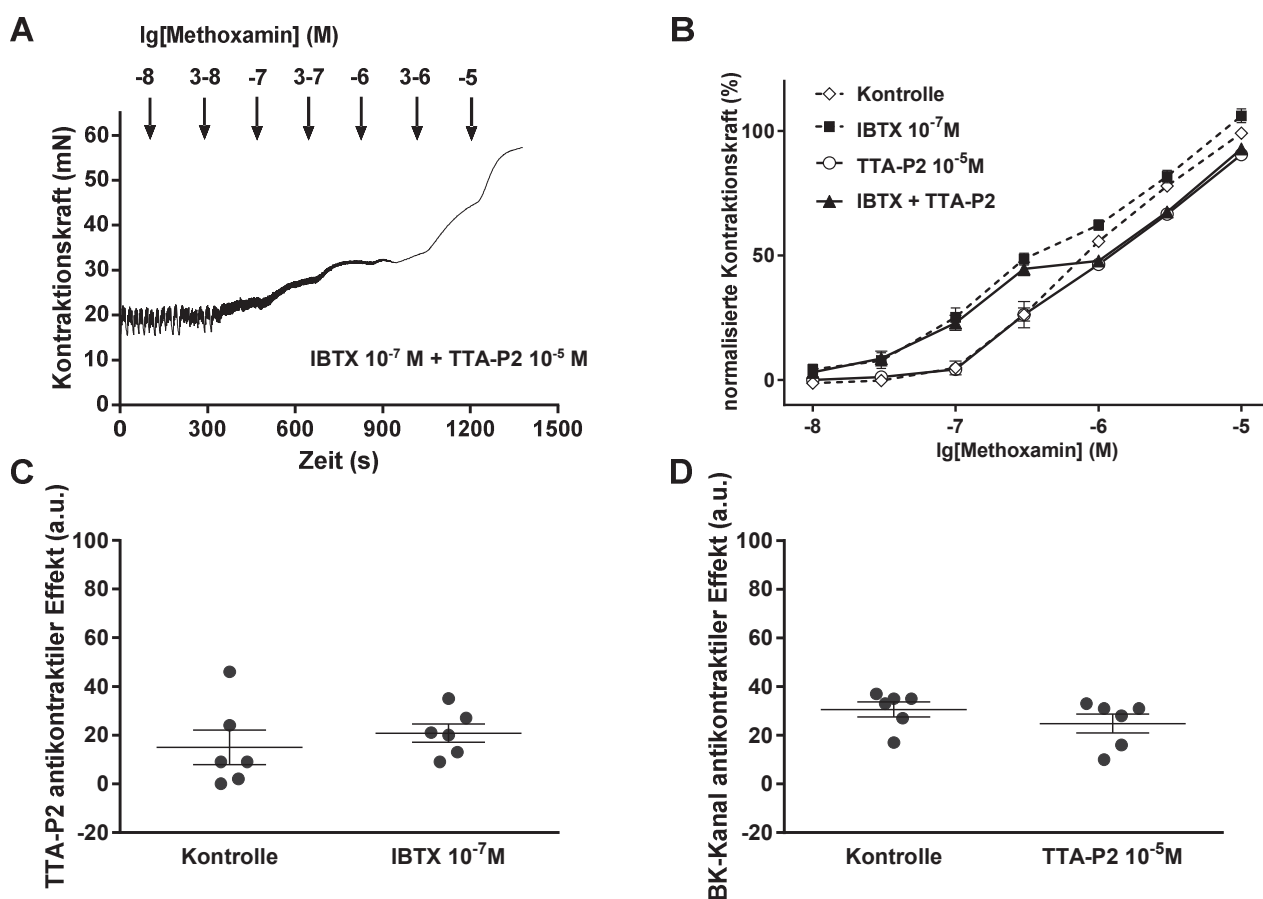 A
lg[Methoxamin] (M)
-8 3-8 -7 3-7 -6 3-6 -5
Kontraktionskraft (mN)
60
50
40
30
20
10
0
IBTX 10-7 M + TTA-P2 10-5 M
0 300 600 900 1200 1500
Zeit (s)
B
normalisierte Kontraktionskraft (%)
Kontrolle
IBTX 10-7M
TTA-P2 10-5M
IBTX + TTA-P2
100
50
0
-8 -7 -6 -5
lg[Methoxamin] (M)
C
TTA-P2 antikontraktiler Effekt (a.u.)
100
80
60
40
20
0
-20
Kontrolle IBTX 10-7M
D
BK-Kanal antikontraktiler Effekt (a.u.)
100
80
60
40
20
0
-20
Kontrolle TTA-P2 10-5M